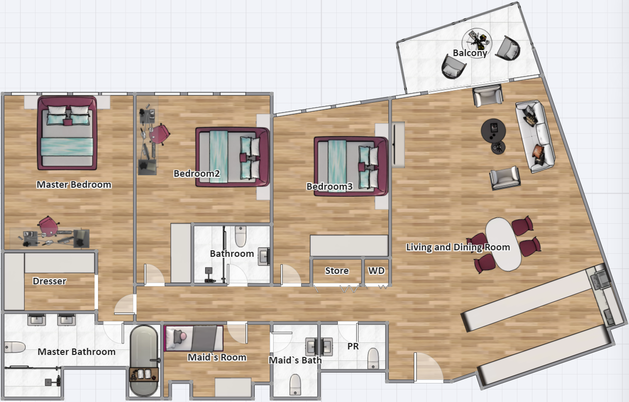 Balcony
Master Bedroom
Bedroom2
Bedroom3
Living and Dining Room
Bathroom
Dresser
Store
WD
Master Bathroom
Maid`s Room
Maid`s Bath
PR